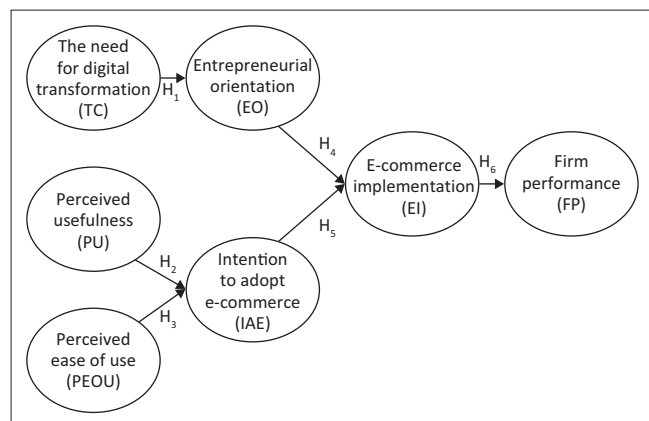 The need
for digital
transformation
(TC)
H1
Entrepreneurial
orientation
(EO)
H4
E-commerce
implementation
(EI)
H6
Firm
performance
(FP)
Perceived
usefulness
(PU)
H2
H5
Intention
to adopt
e-commerce
(IAE)
H3
Perceived
ease of use
(PEOU)